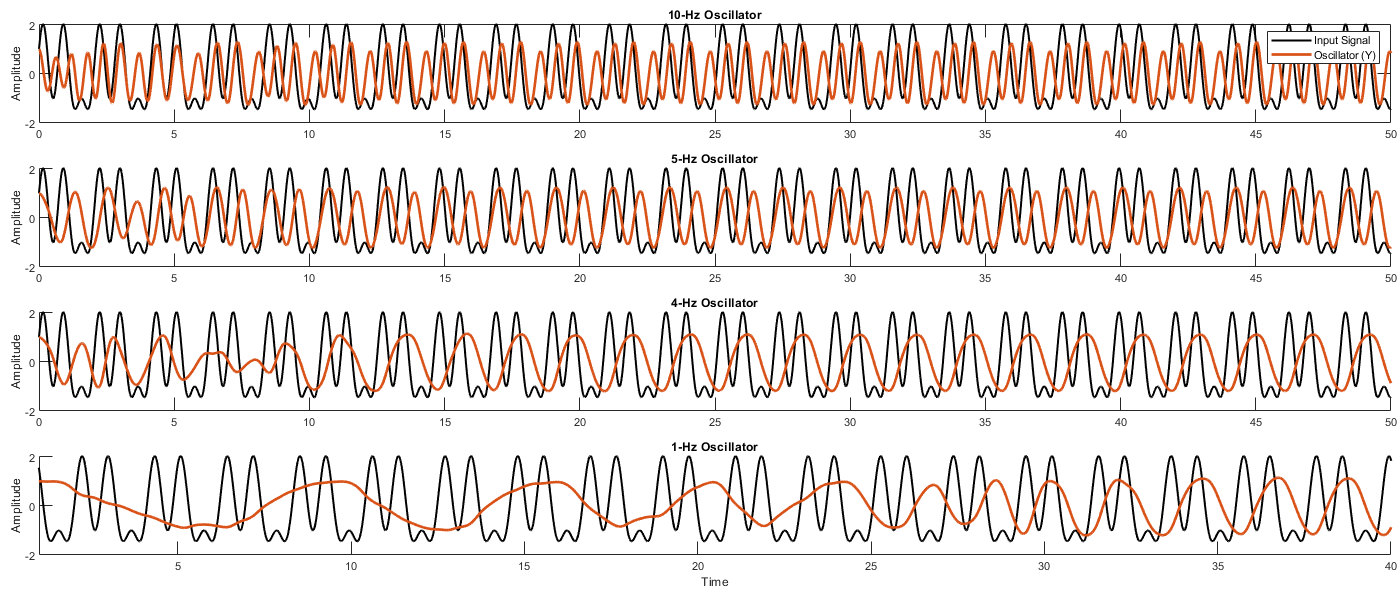 10-Hz Oscillator
Input Signal
Oscillator (Y)
Amplitude
2
0
-2
0 5 10 15 20 25 30 35 40 45 50
5-Hz Oscillator
Amplitude
2
0
-2
0 5 10 15 20 25 30 35 40 45 50
4-Hz Oscillator
Amplitude
2
0
-2
0 5 10 15 20 25 30 35 40 45 50
1-Hz Oscillator
Amplitude
2
0
-2
5 10 15 20 25 30 35 40
Time